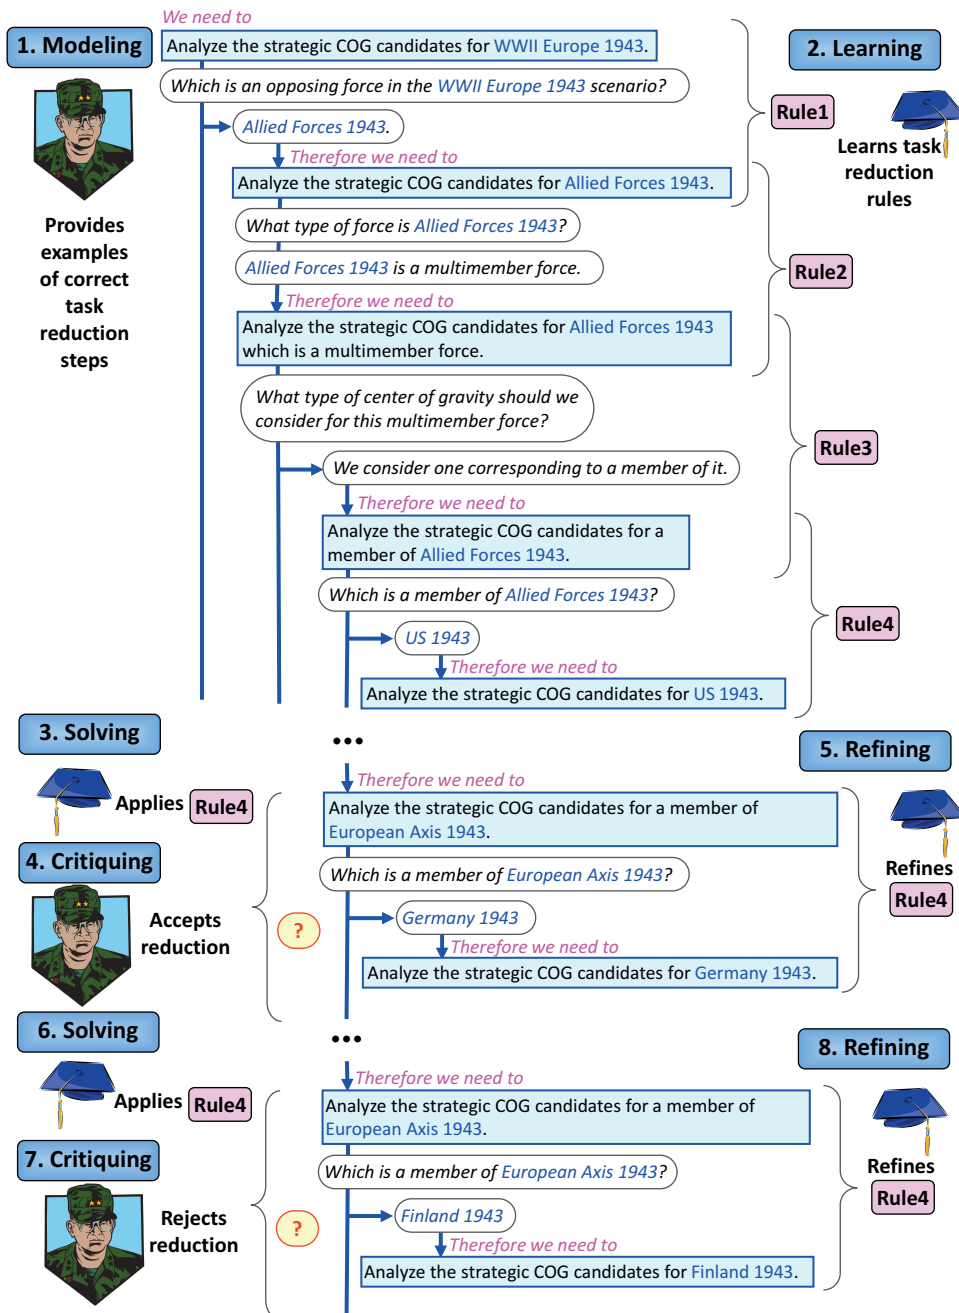 We need to
1. Modeling
Analyze the strategic COG candidates for WWII Europe 1943.
2. Learning
Which is an opposing force in the WWII Europe 1943 scenario?
Rule1
Allied Forces 1943.
Learns task
reduction
rules
Therefore we need to
Analyze the strategic COG candidates for Allied Forces 1943.
Provides
examples
of correct
task
reduction
steps
What type of force is Allied Forces 1943?
Allied Forces 1943 is a multimember force.
Rule2
Therefore we need to
Analyze the strategic COG candidates for Allied Forces 1943
which is a multimember force.
What type of center of gravity should we
consider for this multimember force?
Rule3
We consider one corresponding to a member of it.
Therefore we need to
Analyze the strategic COG candidates for a
member of Allied Forces 1943.
Which is a member of Allied Forces 1943?
Rule4
US 1943
Therefore we need to
Analyze the strategic COG candidates for US 1943.
3. Solving
•••
5. Refining
Therefore we need to
Applies Rule4
Analyze the strategic COG candidates for a member of
European Axis 1943.
4. Critiquing
Which is a member of European Axis 1943?
Refines
Rule4
Accepts
reduction
?
Germany 1943
Therefore we need to
Analyze the strategic COG candidates for Germany 1943.
6. Solving
•••
8. Refining
Therefore we need to
Applies Rule4
Analyze the strategic COG candidates for a member of
European Axis 1943.
7. Critiquing
Which is a member of European Axis 1943?
Refines
Rule4
Rejects
reduction
?
Finland 1943
Therefore we need to
Analyze the strategic COG candidates for Finland 1943.